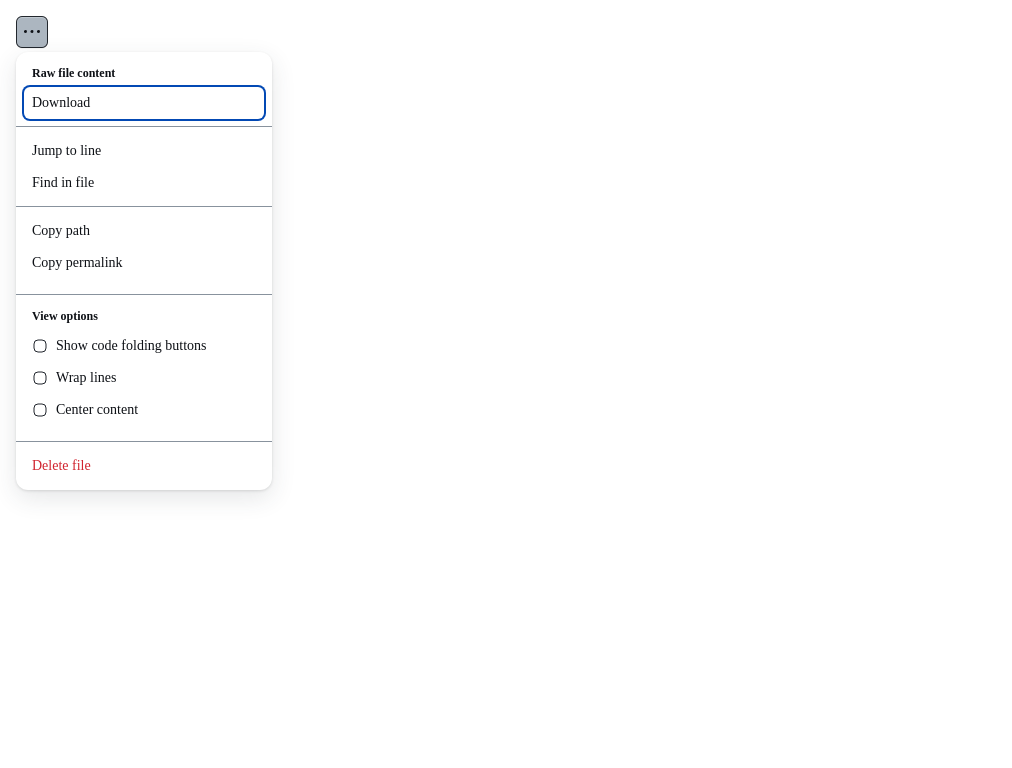 Raw file content
Download
Jump to line
Find in file
Copy path
Copy permalink
View options
Show code folding buttons
Wrap lines
Center content
Delete file